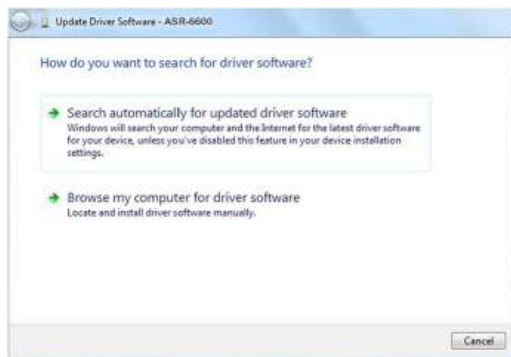 Update Driver Software - ASR-6600
How do you want to search for driver software?
Search automatically for updated driver software
Windows will search your computer and the Internet for the latest driver software
for your device, unless you've disabled this feature in your device installation
settings.
Browse my computer for driver software
Locate and install driver software manually.
Cancel